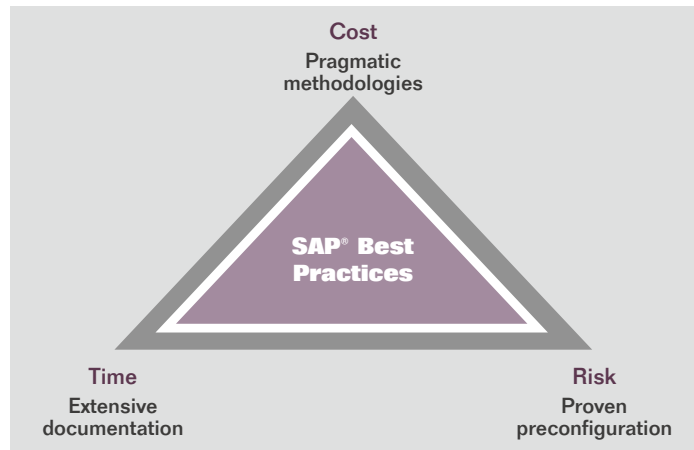 Cost
Pragmatic
methodologies
SAP® Best
Practices
Time
Extensive
documentation
Risk
Proven
preconfiguration